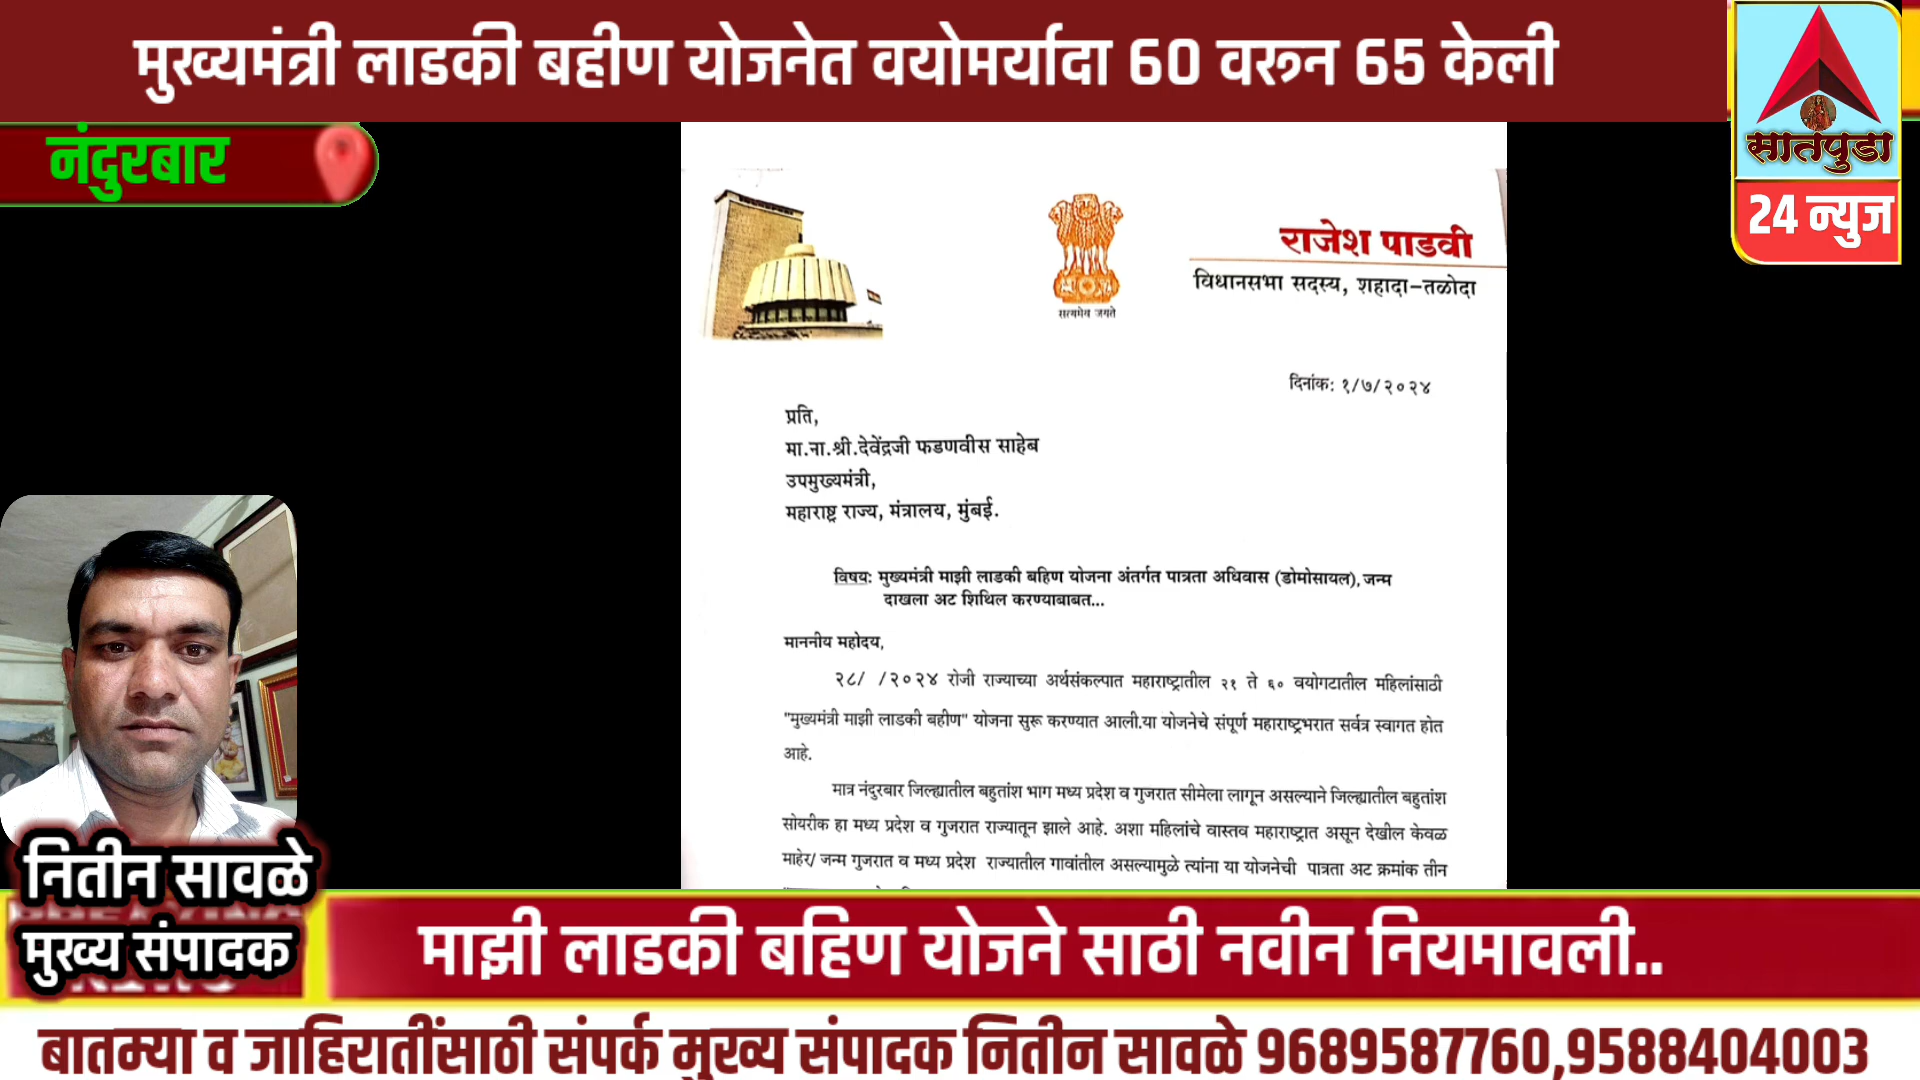 मुख्यमंत्री लाडकी बहीण योजनेत वयोमर्यादा 60 वरून 65 केली
नंदुरबार
सातपुडा
24 न्युज
राजेश पाडवी
विधानसभा सदस्य, शहादा-तळोदा
सत्यमेव जयते
दिनांक: १/७/२०२४
प्रति,
मा.ना.श्री.देवेंद्रजी फडणवीस साहेब
उपमुख्यमंत्री,
महाराष्ट्र राज्य, मंत्रालय, मुंबई.
विषय: मुख्यमंत्री माझी लाडकी बहिण योजना अंतर्गत पात्रता अधिवास (डोमोसायल), जन्म
दाखला अट शिथिल करण्याबाबत...
माननीय महोदय,
२८/ /२०२४ रोजी राज्याच्या अर्थसंकल्पात महाराष्ट्रातील २१ ते ६० वयोगटातील महिलांसाठी
"मुख्यमंत्री माझी लाडकी बहीण" योजना सुरू करण्यात आली.या योजनेचे संपूर्ण महाराष्ट्रभरात सर्वत्र स्वागत होत
आहे.
मात्र नंदुरबार जिल्ह्यातील बहुतांश भाग मध्य प्रदेश व गुजरात सीमेला लागून असल्याने जिल्ह्यातील बहुतांश
सोयरीक हा मध्य प्रदेश व गुजरात राज्यातून झाले आहे. अशा महिलांचे वास्तव महाराष्ट्रात असून देखील केवळ
माहेर/ जन्म गुजरात व मध्य प्रदेश राज्यातील गावांतील असल्यामुळे त्यांना या योजनेची पात्रता अट क्रमांक तीन
नितीन सावळे
मुख्य संपादक
माझी लाडकी बहिण योजने साठी नवीन नियमावली..
बातम्या व जाहिरातींसाठी संपर्क मुख्य संपादक नितीन सावळे 9689587760,9588404003